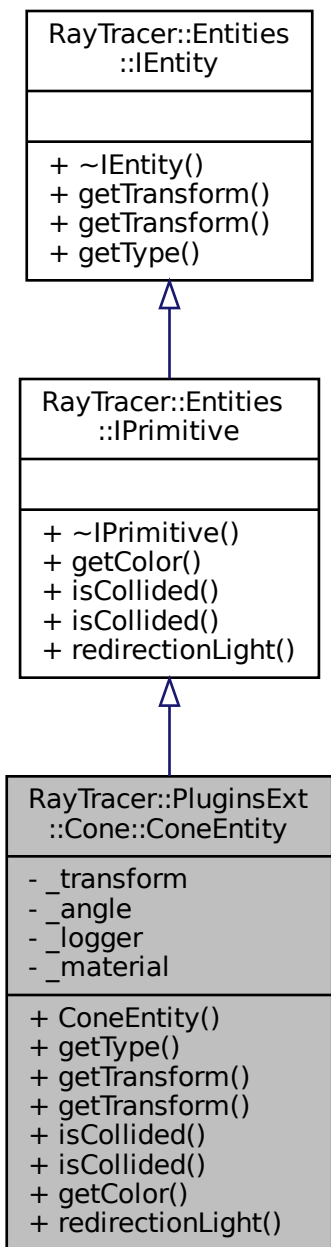 RayTracer::Entities
::IEntity
+ ~IEntity()
+ getTransform()
+ getTransform()
+ getType()
RayTracer::Entities
::IPrimitive
+ ~IPrimitive()
+ getColor()
+ isCollided()
+ isCollided()
+ redirectionLight()
RayTracer::PluginsExt
::Cone::ConeEntity
- _transform
- _angle
- _logger
- _material
+ ConeEntity()
+ getType()
+ getTransform()
+ getTransform()
+ isCollided()
+ isCollided()
+ getColor()
+ redirectionLight()